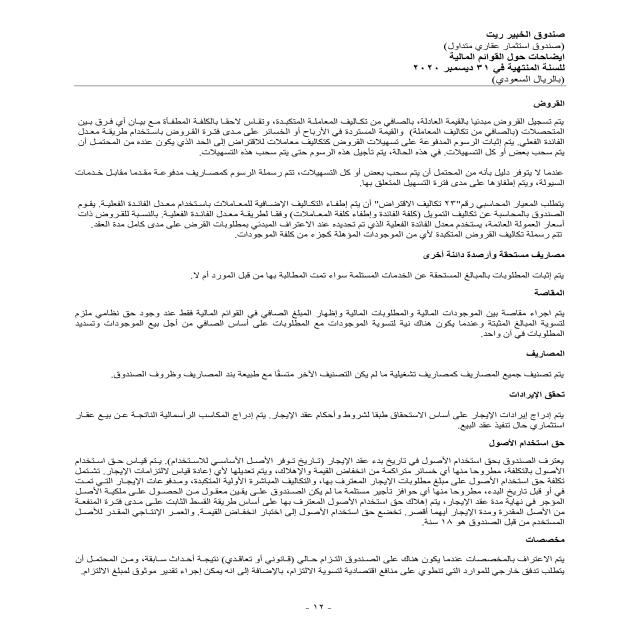 صندوق الخبير ريت
(صندوق استثمار عقاري متداول)
إيضاحات حول القوائم المالية
للسنة المنتهية في ٣١ ديسمبر ٢٠٢٠
(بالريال السعودي)
القروض
يتم تسجيل القروض مبدئيا بالقيمة العادلة، بالصافي من تكاليف المعاملة المتكبدة، وتقاس لاحقا بالكلفة المطفأة مع بيان أي فرق بين
المتحصلات (بالصافي من تكاليف المعاملة) والقيمة المستردة في الأرباح أو الخسائر على مدى فترة القروض باستخدام طريقة معدل
الفائدة الفعلي. يتم إثبات الرسوم المدفوعة على تسهيلات القروض كتكاليف معاملات للاقتراض إلى الحد الذي يكون عنده من المحتمل أن
يتم سحب بعض أو كل التسهيلات. في هذه الحالة، يتم تأجيل هذه الرسوم حتى يتم سحب هذه التسهيلات.
عندما لا يتوفر دليل بأنه من المحتمل أن يتم سحب بعض أو كل التسهيلات، تتم رسملة الرسوم كمصاريف مدفوعة مقدما مقابل خدمات
السيولة، ويتم إطفاؤها على مدى فترة التسهيل المتعلق بها.
يتطلب المعيار المحاسبي رقم"٢٣ تكاليف الاقتراض" أن يتم إطفاء التكاليف الإضافية للمعاملات باستخدام معدل الفائدة الفعلية. يقوم
الصندوق بالمحاسبة عن تكاليف التمويل (كلفة الفائدة وإطفاء كلفة المعاملات) وفقا لطريقة معدل الفائدة الفعلية. بالنسبة للقروض ذات
أسعار العمولة العائمة، يستخدم معدل الفائدة الفعلية الذي تم تحديده عند الاعتراف المبدئي بمطلوبات القرض على مدى كامل مدة العقد.
تتم رسملة تكاليف القروض المتكبدة لأي من الموجودات المؤهلة كجزء من كلفة الموجودات.
مصاريف مستحقة وأرصدة دائنة أخرى
يتم إثبات المطلوبات بالمبالغ المستحقة عن الخدمات المستلمة سواء تمت المطالبة بها من قبل المورد أم لا.
المقاصة
يتم اجراء مقاصة بين الموجودات المالية والمطلوبات المالية وإظهار المبلغ الصافي في القوائم المالية فقط عند وجود حق نظامي ملزم
لتسوية المبالغ المثبتة وعندما يكون هناك نية لتسوية الموجودات مع المطلوبات على أساس الصافي من أجل بيع الموجودات وتسديد
المطلوبات في آن واحد.
المصاريف
يتم تصنيف جميع المصاريف كمصاريف تشغيلية ما لم يكن التصنيف الآخر متسقًا مع طبيعة بند المصاريف وظروف الصندوق.
تحقق الإيرادات
يتم إدراج إيرادات الإيجار على أساس الاستحقاق طبقا لشروط وأحكام عقد الإيجار. يتم إدراج المكاسب الرأسمالية الناتجة عن بيع عقار
استثماري حال تنفيذ عقد البيع.
حق استخدام الأصول
يعترف الصندوق بحق استخدام الأصول في تاريخ بدء عقد الإيجار (تاريخ توفر الأصل الأساسي للاستخدام). يتم قياس حق استخدام
الأصول بالتكلفة، مطروحا منها أي خسائر متراكمة من انخفاض القيمة والإهلاك، ويتم تعديلها لأي إعادة قياس لالتزامات الإيجار. تشتمل
تكلفة حق استخدام الأصول على مبلغ مطلوبات الإيجار المعترف بها، والتكاليف المباشرة الأولية المتكبدة، ومدفوعات الإيجار التي تمت
في أو قبل تاريخ البدء، مطروحا منها أي حوافز تأجير مستلمة ما لم يكن الصندوق على يقين معقول من الحصول على ملكية الأصل
المؤجر في نهاية مدة عقد الإيجار، يتم إهلاك حق استخدام الأصول المعترف بها على أساس طريقة القسط الثابت على مدى فترة المنفعة
من الأصل المقدرة ومدة الإيجار أيهما أقصر. تخضع حق استخدام الأصول إلى اختبار انخفاض القيمة. والعمر الإنتاجي المقدر للأصل
المستخدم من قبل الصندوق هو ١٨ سنة.
مخصصات
يتم الاعتراف بالمخصصات عندما يكون هناك على الصندوق التزام حالي (قانوني أو تعاقدي) نتيجة أحداث سابقة، ومن المحتمل أن
يتطلب تدفق خارجي للموارد التي تنطوي على منافع اقتصادية لتسوية الالتزام، بالإضافة إلى انه يمكن إجراء تقدير موثوق لمبلغ الالتزام.
- ١٢ -